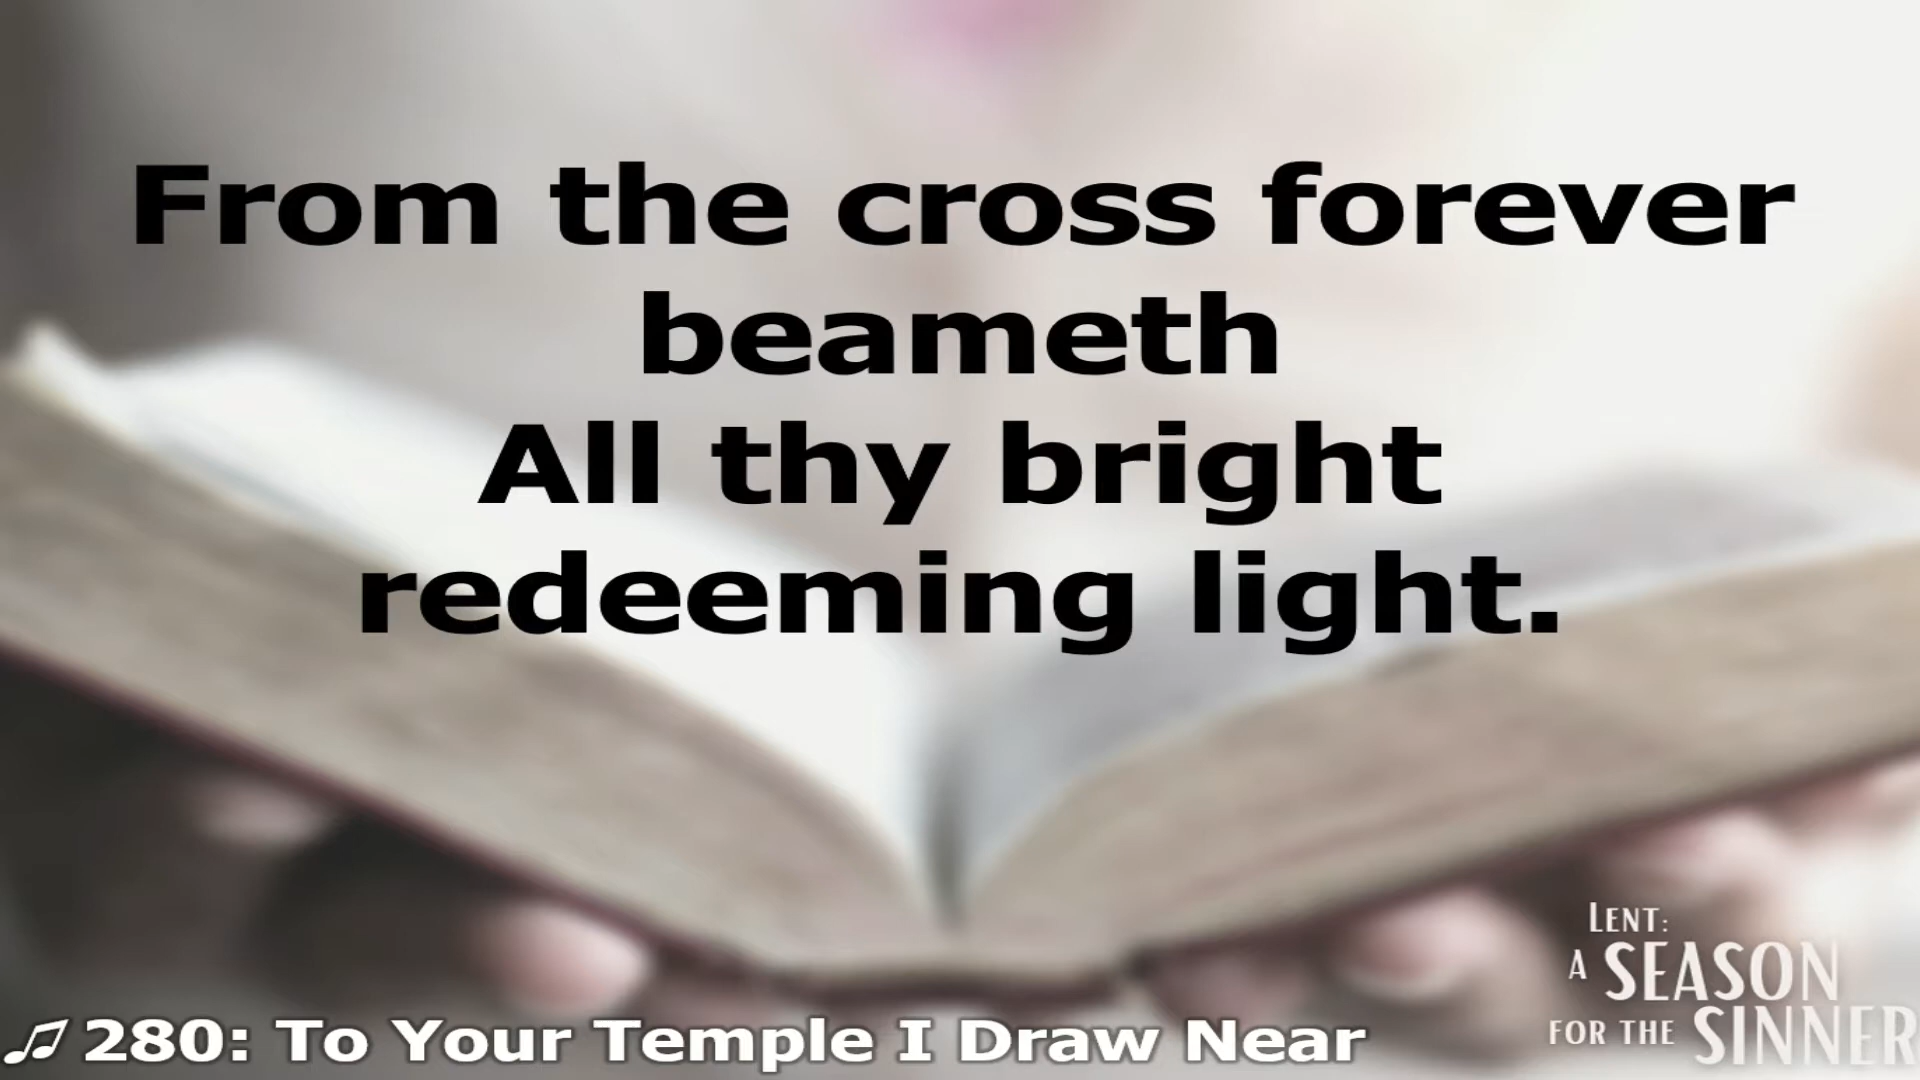 From the cross forever
beameth
All thy bright
redeeming light.
LENT:
A SEASON
FOR THE SINNER
♫ 280: To Your Temple I Draw Near